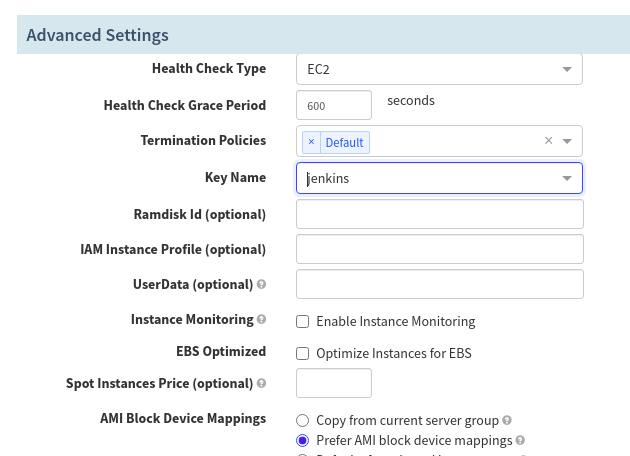 Advanced Settings
Health Check Type EC2
Health Check Grace Period 600 seconds
Termination Policies × Default ×
Key Name jenkins
Ramdisk Id (optional)
IAM Instance Profile (optional)
UserData (optional) ?
Instance Monitoring ? Enable Instance Monitoring
EBS Optimized Optimize Instances for EBS
Spot Instances Price (optional)
AMI Block Device Mappings Copy from current server group ?
Prefer AMI block device mappings ?